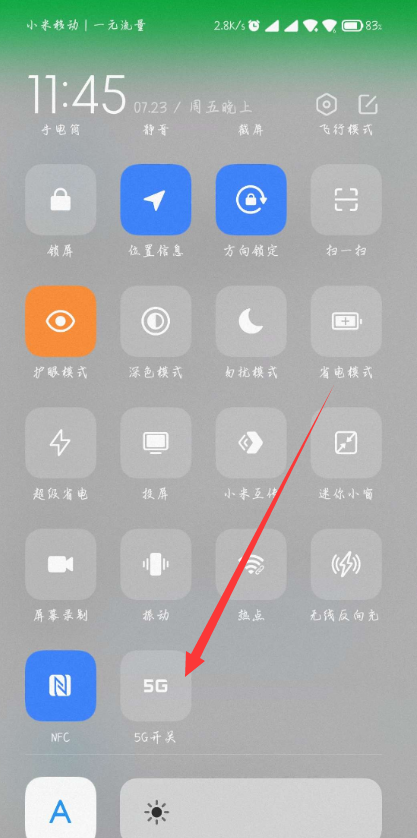 小米移动 | 一元流量 2.8K/s 83%
11:45 07.23 / 周五晚上
手电筒 静音 截屏 飞行模式
锁屏 位置信息 方向锁定 扫一扫
护眼模式 深色模式 勿扰模式 省电模式
超级省电 投屏 小米互传 迷你小窗
屏幕录制 振动 热点 无线反向充
5G
NFC 5G开关
A